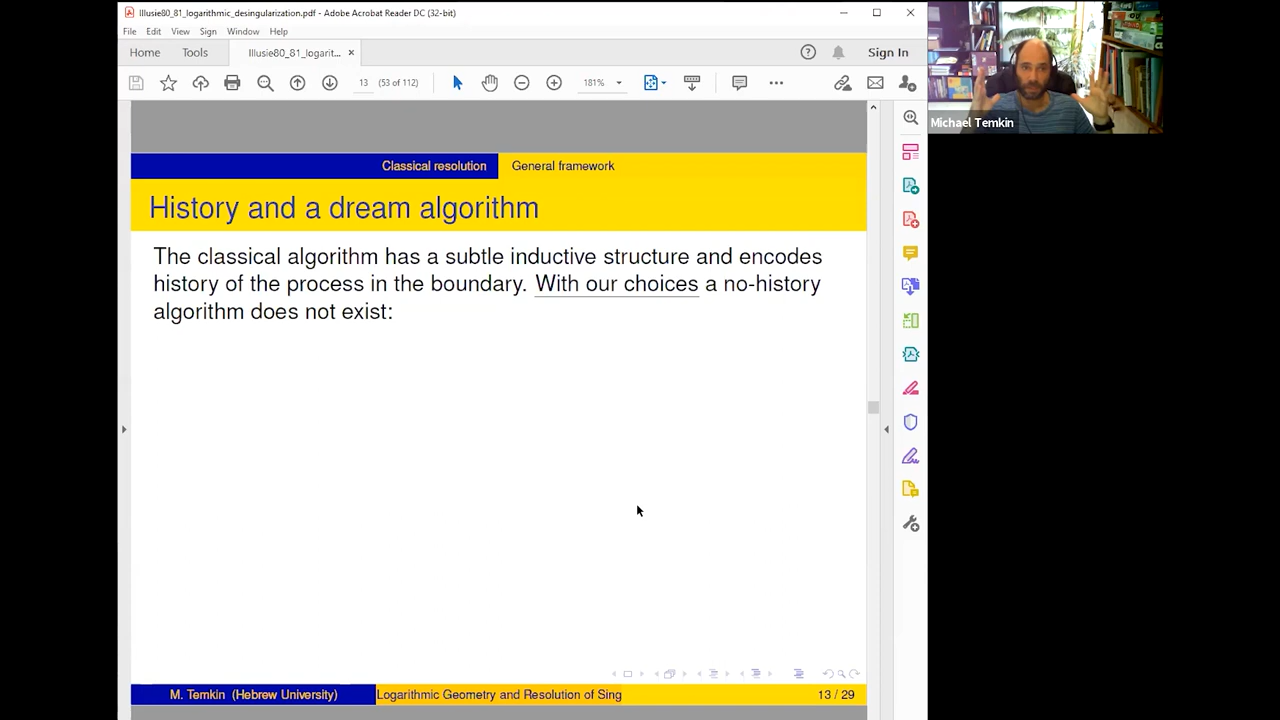 Illusie80_81_logarithmic_desingularization.pdf - Adobe Acrobat Reader DC (32-bit)
File Edit View Sign Window Help
Home Tools Illusie80_81_logarit... × Sign In
13 (53 of 112) 181%
Michael Temkin
Classical resolution General framework
History and a dream algorithm
The classical algorithm has a subtle inductive structure and encodes
history of the process in the boundary. With our choices a no-history
algorithm does not exist:
M. Temkin (Hebrew University) Logarithmic Geometry and Resolution of Sing 13 / 29